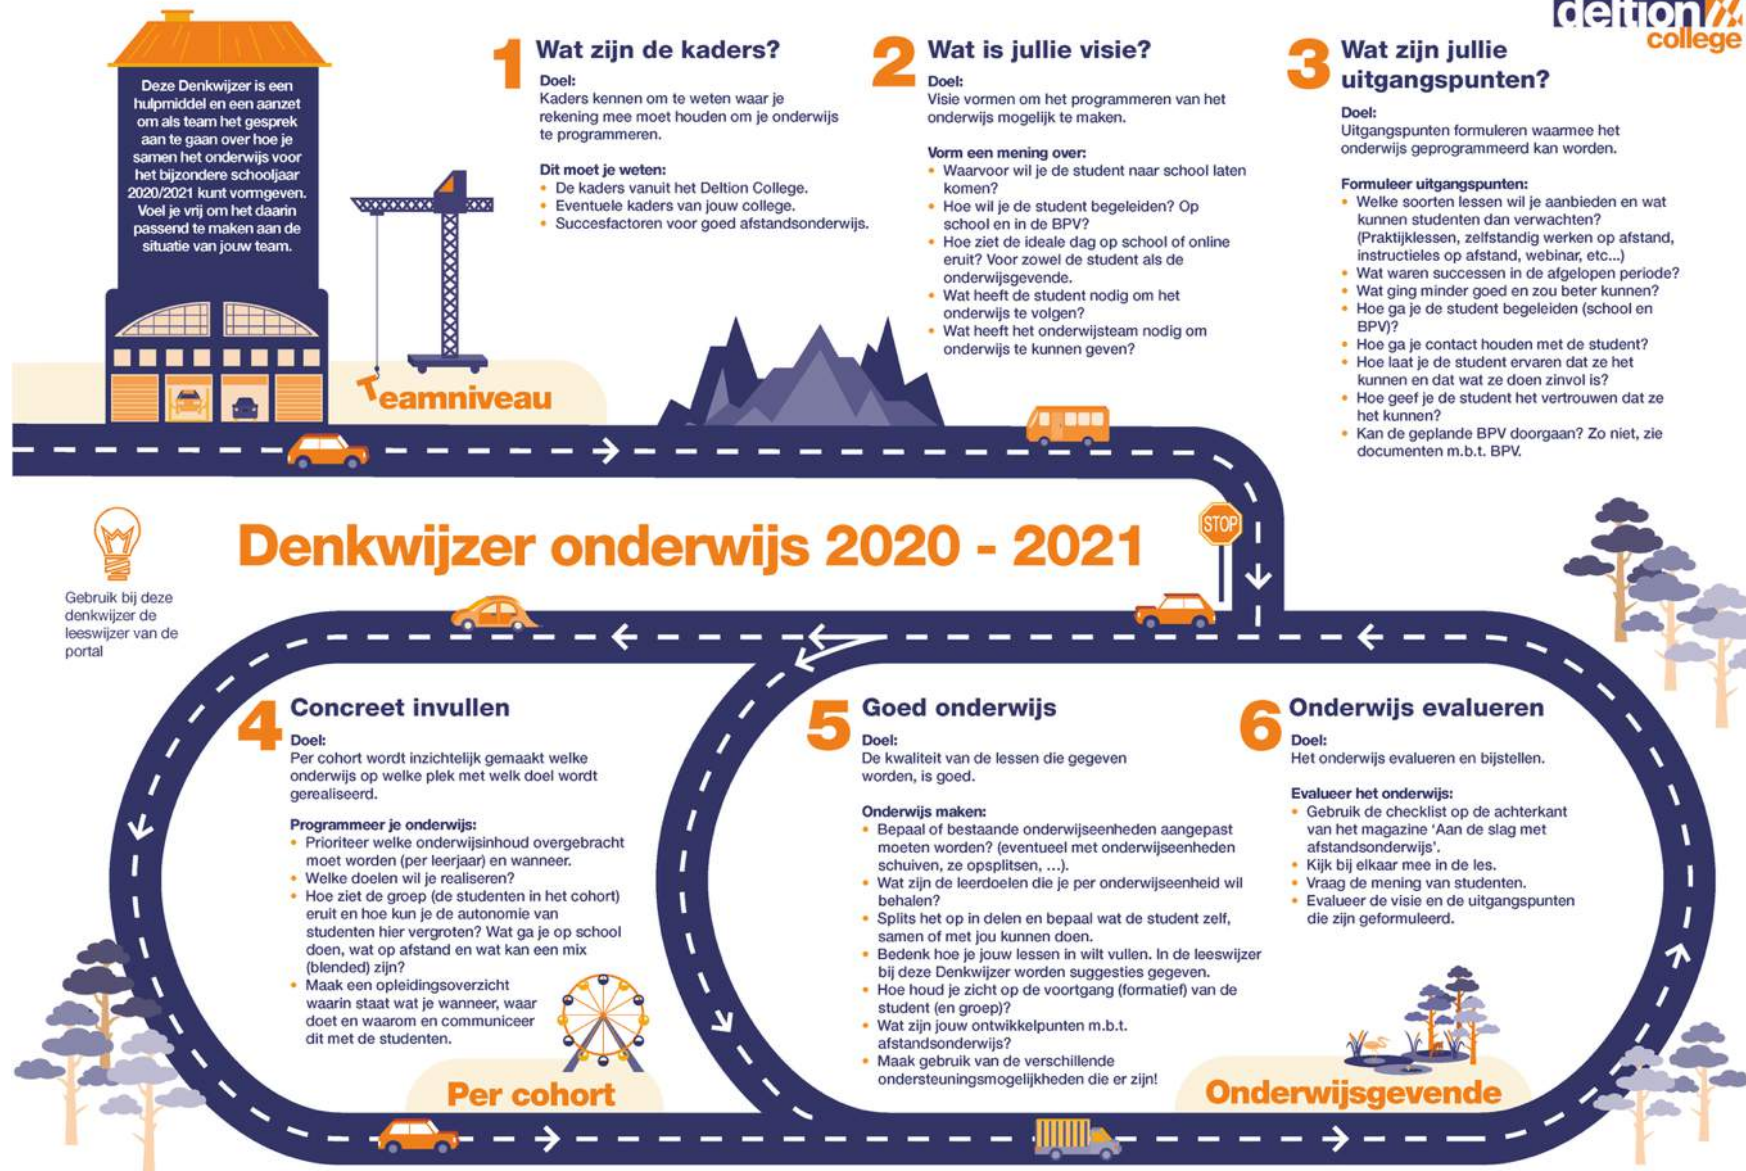 deltion
college
Deze Denkwijzer is een
hulpmiddel en een aanzet
om als team het gesprek
aan te gaan over hoe je
samen het onderwijs voor
het bijzondere schooljaar
2020/2021 kunt vormgeven.
Voel je vrij om het daarin
passend te maken aan de
situatie van jouw team.
1 Wat zijn de kaders?
Doel:
Kaders kennen om te weten waar je
rekening mee moet houden om je onderwijs
te programmeren.
Dit moet je weten:
• De kaders vanuit het Deltion College.
• Eventuele kaders van jouw college.
• Succesfactoren voor goed afstandsonderwijs.
2 Wat is jullie visie?
Doel:
Visie vormen om het programmeren van het
onderwijs mogelijk te maken.
Vorm een mening over:
• Waarvoor wil je de student naar school laten
komen?
• Hoe wil je de student begeleiden? Op
school en in de BPV?
• Hoe ziet de ideale dag op school of online
eruit? Voor zowel de student als de
onderwijsgevende.
• Wat heeft de student nodig om het
onderwijs te volgen?
• Wat heeft het onderwijsteam nodig om
onderwijs te kunnen geven?
3 Wat zijn jullie
uitgangspunten?
Doel:
Uitgangspunten formuleren waarmee het
onderwijs geprogrammeerd kan worden.
Formuleer uitgangspunten:
• Welke soorten lessen wil je aanbieden en wat
kunnen studenten dan verwachten?
(Praktijklessen, zelfstandig werken op afstand,
instructieles op afstand, webinar, etc...)
• Wat waren successen in de afgelopen periode?
• Wat ging minder goed en zou beter kunnen?
• Hoe ga je de student begeleiden (school en
BPV)?
• Hoe ga je contact houden met de student?
• Hoe laat je de student ervaren dat ze het
kunnen en dat wat ze doen zinvol is?
• Hoe geef je de student het vertrouwen dat ze
het kunnen?
• Kan de geplande BPV doorgaan? Zo niet, zie
documenten m.b.t. BPV.
Teamniveau
STOP
Denkwijzer onderwijs 2020 - 2021
Gebruik bij deze
denkwijzer de
leeswijzer van de
portal
4 Concreet invullen
Doel:
Per cohort wordt inzichtelijk gemaakt welke
onderwijs op welke plek met welk doel wordt
gerealiseerd.
Programmeer je onderwijs:
• Prioriteer welke onderwijsinhoud overgebracht
moet worden (per leerjaar) en wanneer.
• Welke doelen wil je realiseren?
• Hoe ziet de groep (de studenten in het cohort)
eruit en hoe kun je de autonomie van
studenten hier vergroten? Wat ga je op school
doen, wat op afstand en wat kan een mix
(blended) zijn?
• Maak een opleidingsoverzicht
waarin staat wat je wanneer, waar
doet en waarom en communiceer
dit met de studenten.
Per cohort
5 Goed onderwijs
Doel:
De kwaliteit van de lessen die gegeven
worden, is goed.
Onderwijs maken:
• Bepaal of bestaande onderwijseenheden aangepast
moeten worden? (eventueel met onderwijseenheden
schuiven, ze opsplitsen, ...).
• Wat zijn de leerdoelen die je per onderwijseenheid wil
behalen?
• Splits het op in delen en bepaal wat de student zelf,
samen of met jou kunnen doen.
• Bedenk hoe je jouw lessen in wilt vullen. In de leeswijzer
bij deze Denkwijzer worden suggesties gegeven.
• Hoe houd je zicht op de voortgang (formatief) van de
student (en groep)?
• Wat zijn jouw ontwikkelpunten m.b.t.
afstandsonderwijs?
• Maak gebruik van de verschillende
ondersteuningsmogelijkheden die er zijn!
6 Onderwijs evalueren
Doel:
Het onderwijs evalueren en bijstellen.
Evalueer het onderwijs:
• Gebruik de checklist op de achterkant
van het magazine 'Aan de slag met
afstandsonderwijs'.
• Kijk bij elkaar mee in de les.
• Vraag de mening van studenten.
• Evalueer de visie en de uitgangspunten
die zijn geformuleerd.
Onderwijsgevende